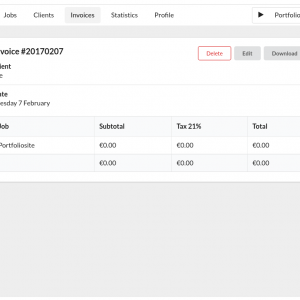 Jobs Clients Invoices Statistics Profile Portfolio
voice #20170207 Delete Edit Download
ient
e
ate
esday 7 February
Job Subtotal Tax 21% Total
Portfoliosite €0.00 €0.00 €0.00
€0.00 €0.00 €0.00